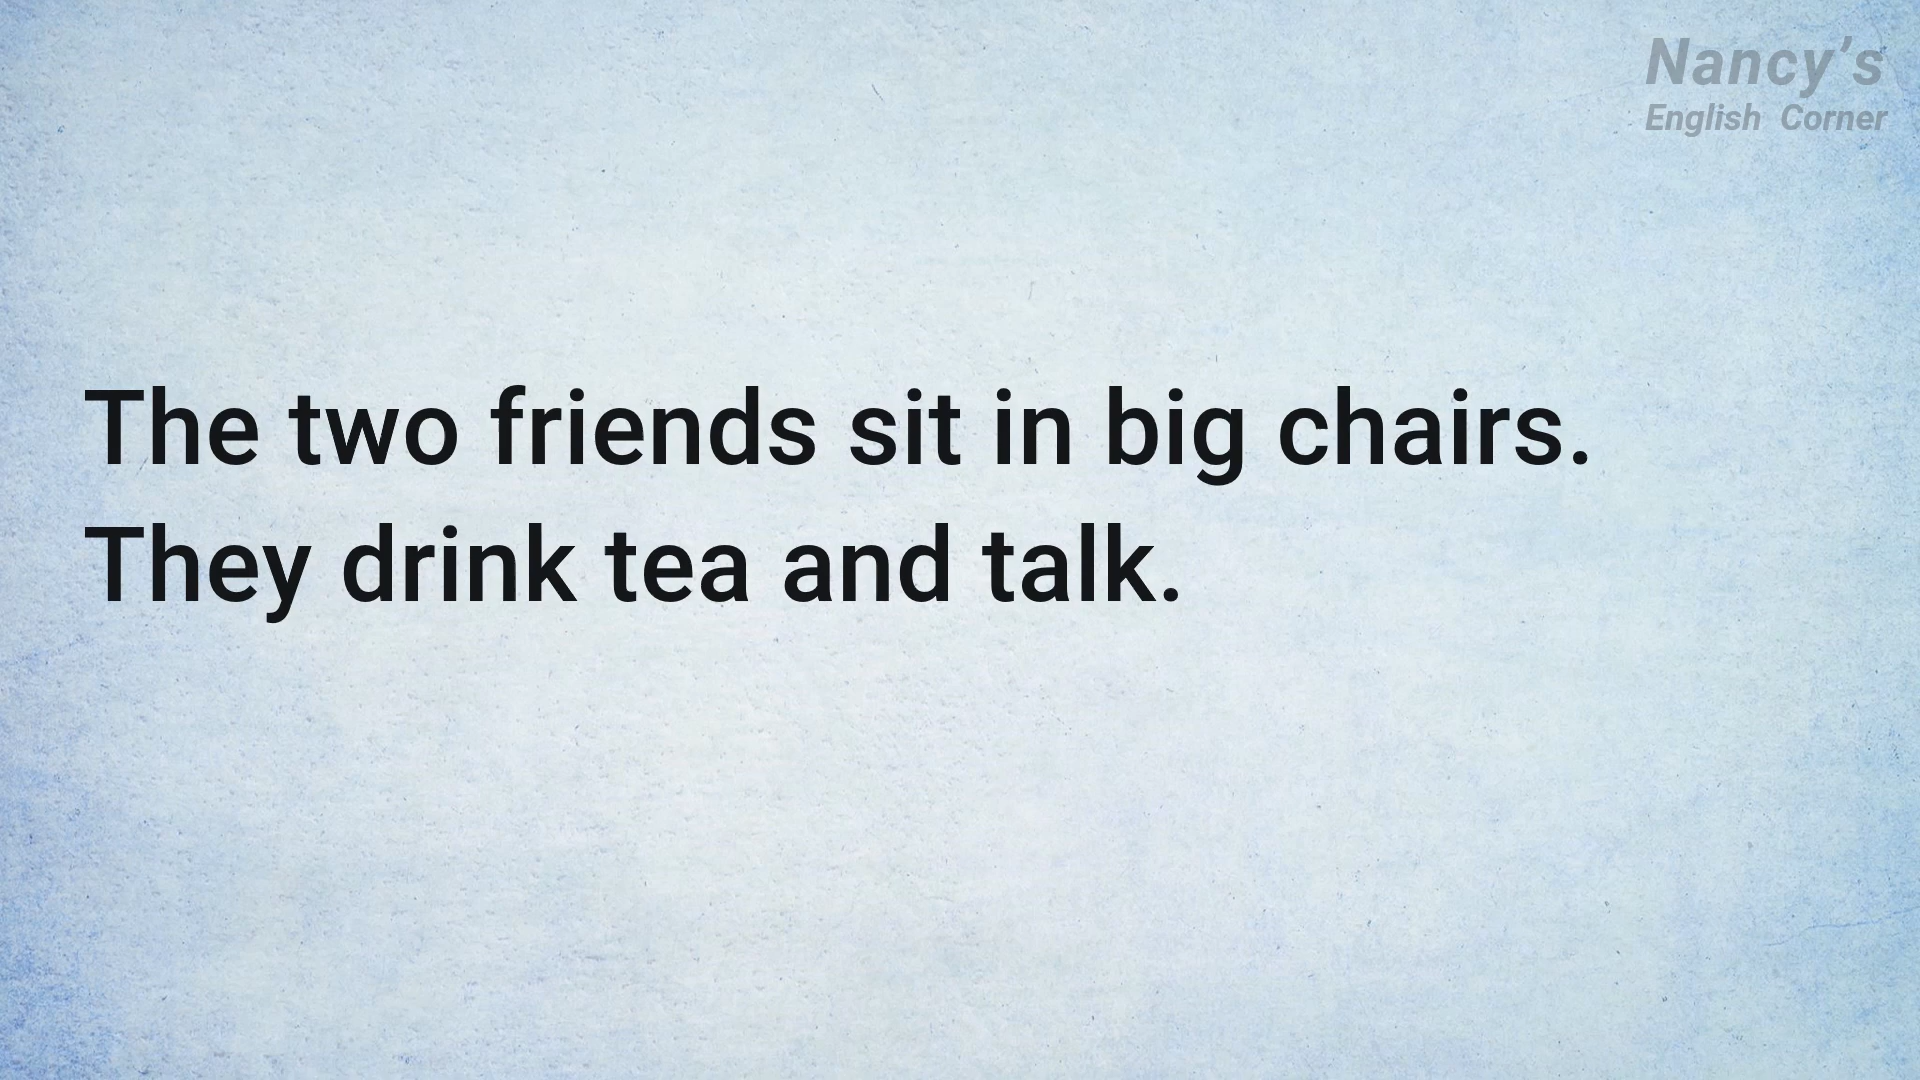 Nancy’s
English Corner
The two friends sit in big chairs.
They drink tea and talk.